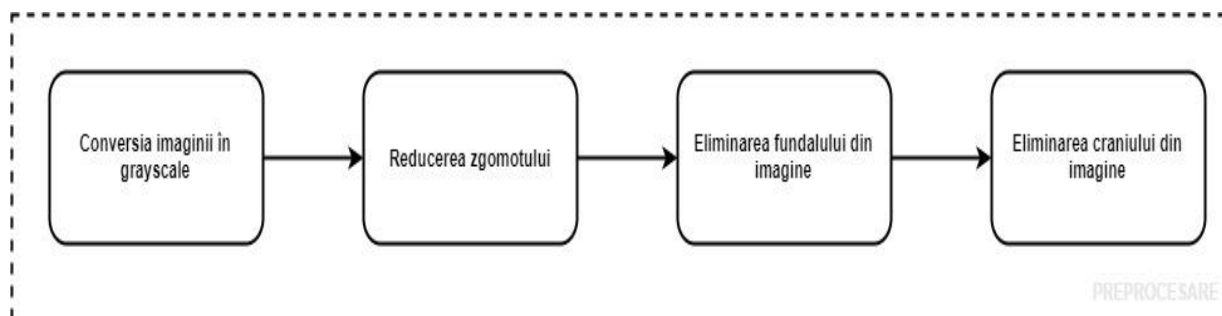 Conversia imaginii în
grayscale
Reducerea zgomotului
Eliminarea fundalului din
imagine
Eliminarea craniului din
imagine
PREPROCESARE